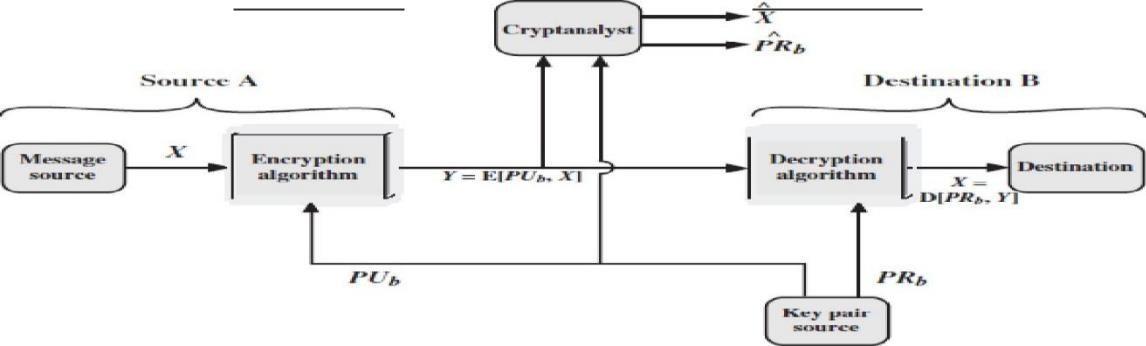 X̂
Cryptanalyst
P̂R_b
Source A
Destination B
Message
source
X
Encryption
algorithm
Y = E[PU_b, X]
Decryption
algorithm
X =
D[PR_b, Y]
Destination
PU_b
PR_b
Key pair
source